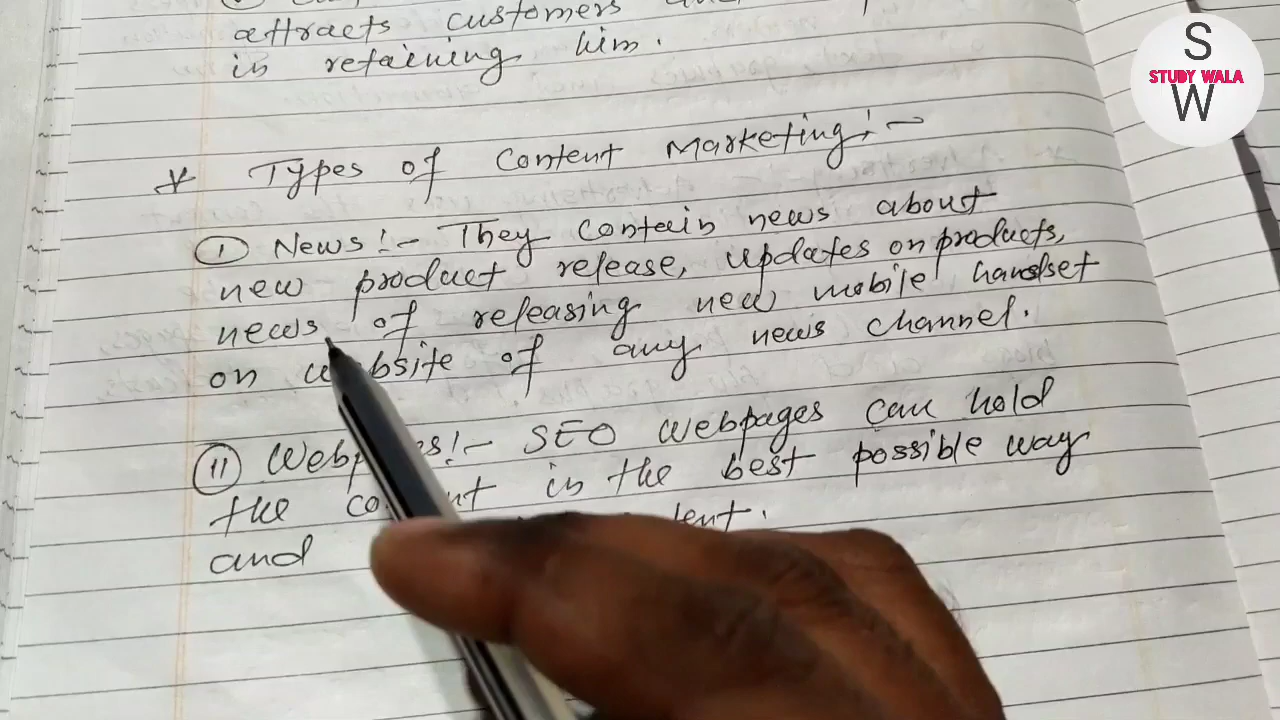 attracts customers
in retaining him.
* Types of Content Marketing:-
(I) News:- They contain news about
new product release, updates on products,
news of releasing new mobile handset
on website of any news channel.
(II) SEO webpages can hold
the in the best possible way
and
S
STUDY WALA
W